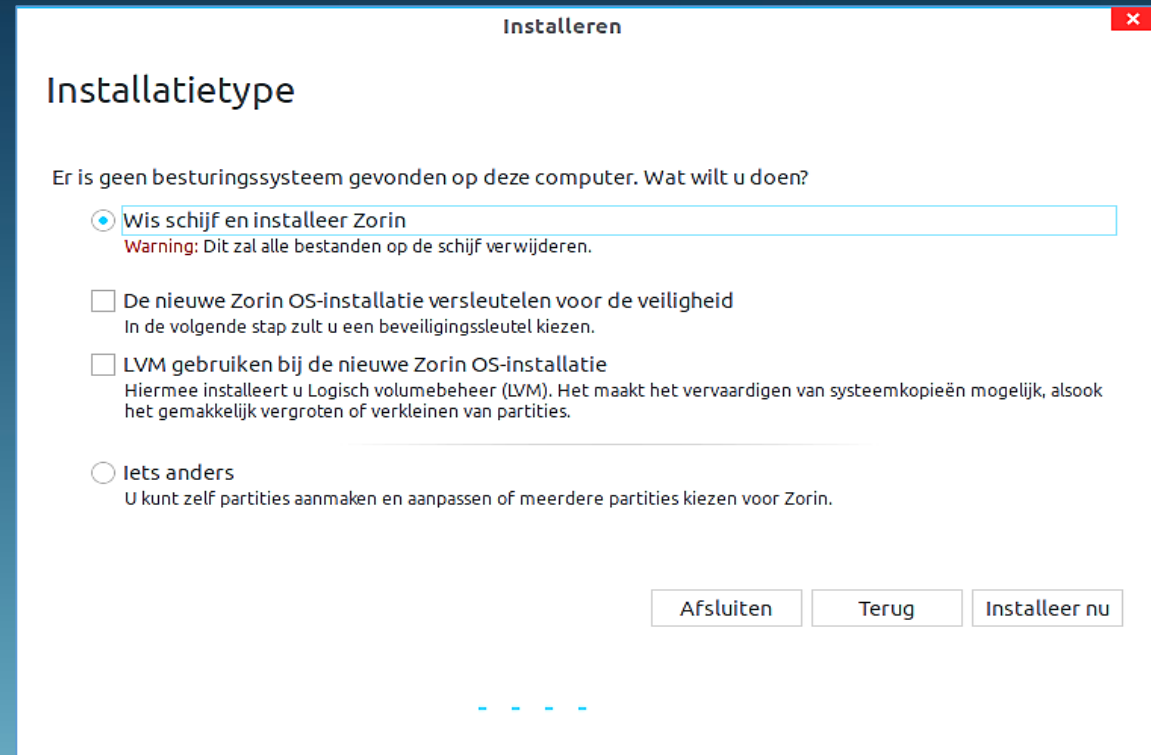 Installeren
Installatietype
Er is geen besturingssysteem gevonden op deze computer. Wat wilt u doen?
Wis schijf en installeer Zorin
Warning: Dit zal alle bestanden op de schijf verwijderen.
De nieuwe Zorin OS-installatie versleutelen voor de veiligheid
In de volgende stap zult u een beveiligingssleutel kiezen.
LVM gebruiken bij de nieuwe Zorin OS-installatie
Hiermee installeert u Logisch volumebeheer (LVM). Het maakt het vervaardigen van systeemkopieën mogelijk, alsook
het gemakkelijk vergroten of verkleinen van partities.
Iets anders
U kunt zelf partities aanmaken en aanpassen of meerdere partities kiezen voor Zorin.
Afsluiten Terug Installeer nu